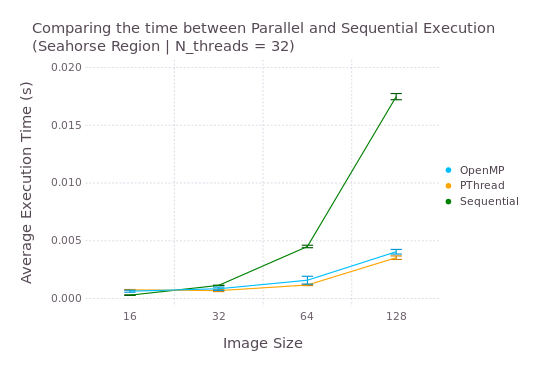 Comparing the time between Parallel and Sequential Execution
(Seahorse Region | N_threads = 32)
Average Execution Time (s)
0.020
0.015
0.010
0.005
0.000
16
32
64
128
Image Size
OpenMP
PThread
Sequential